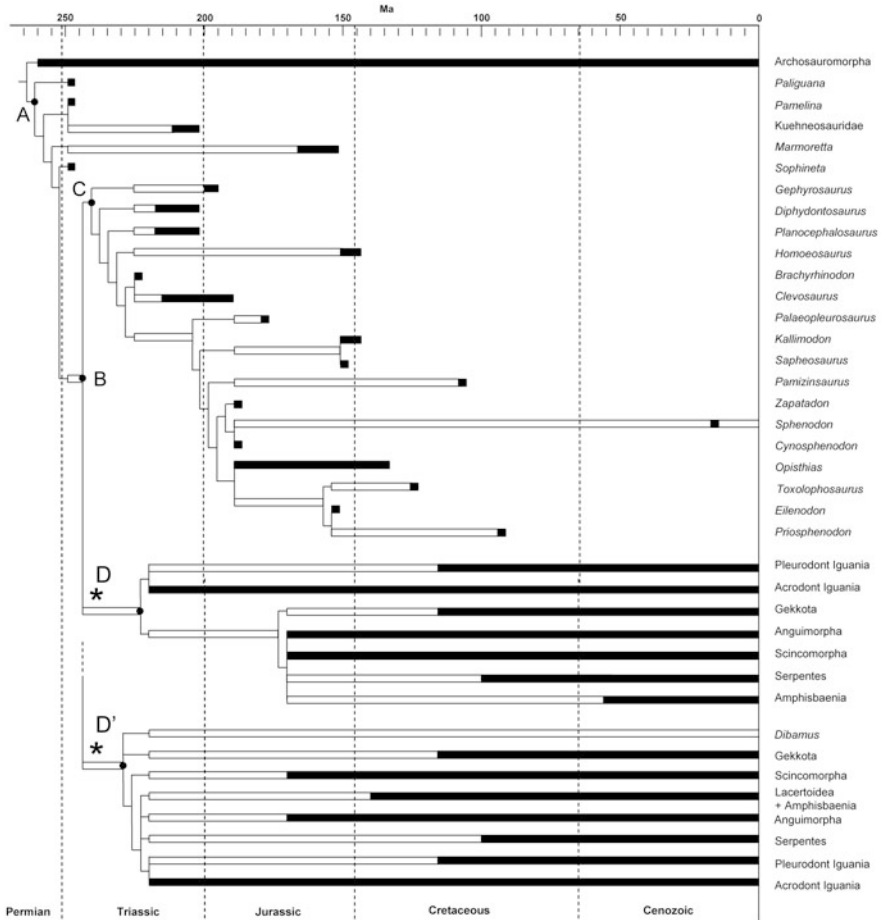 Ma
250 200 150 100 50 0
Archosauromorpha
Paliguana
A
Pamelina
Kuehneosauridae
Marmoretta
Sophineta
C
Gephyrosaurus
Diphydontosaurus
Planocephalosaurus
Homoeosaurus
Brachyrhinodon
Clevosaurus
Palaeopleurosaurus
Kallimodon
Sapheosaurus
B
Pamizinsaurus
Zapatadon
Sphenodon
Cynosphenodon
Opisthias
Toxolophosaurus
Eilenodon
Priosphenodon
D
*
Pleurodont Iguania
Acrodont Iguania
Gekkota
Anguimorpha
Scincomorpha
Serpentes
Amphisbaenia
D'
*
Dibamus
Gekkota
Scincomorpha
Lacertoidea
+ Amphisbaenia
Anguimorpha
Serpentes
Pleurodont Iguania
Acrodont Iguania
Permian Triassic Jurassic Cretaceous Cenozoic